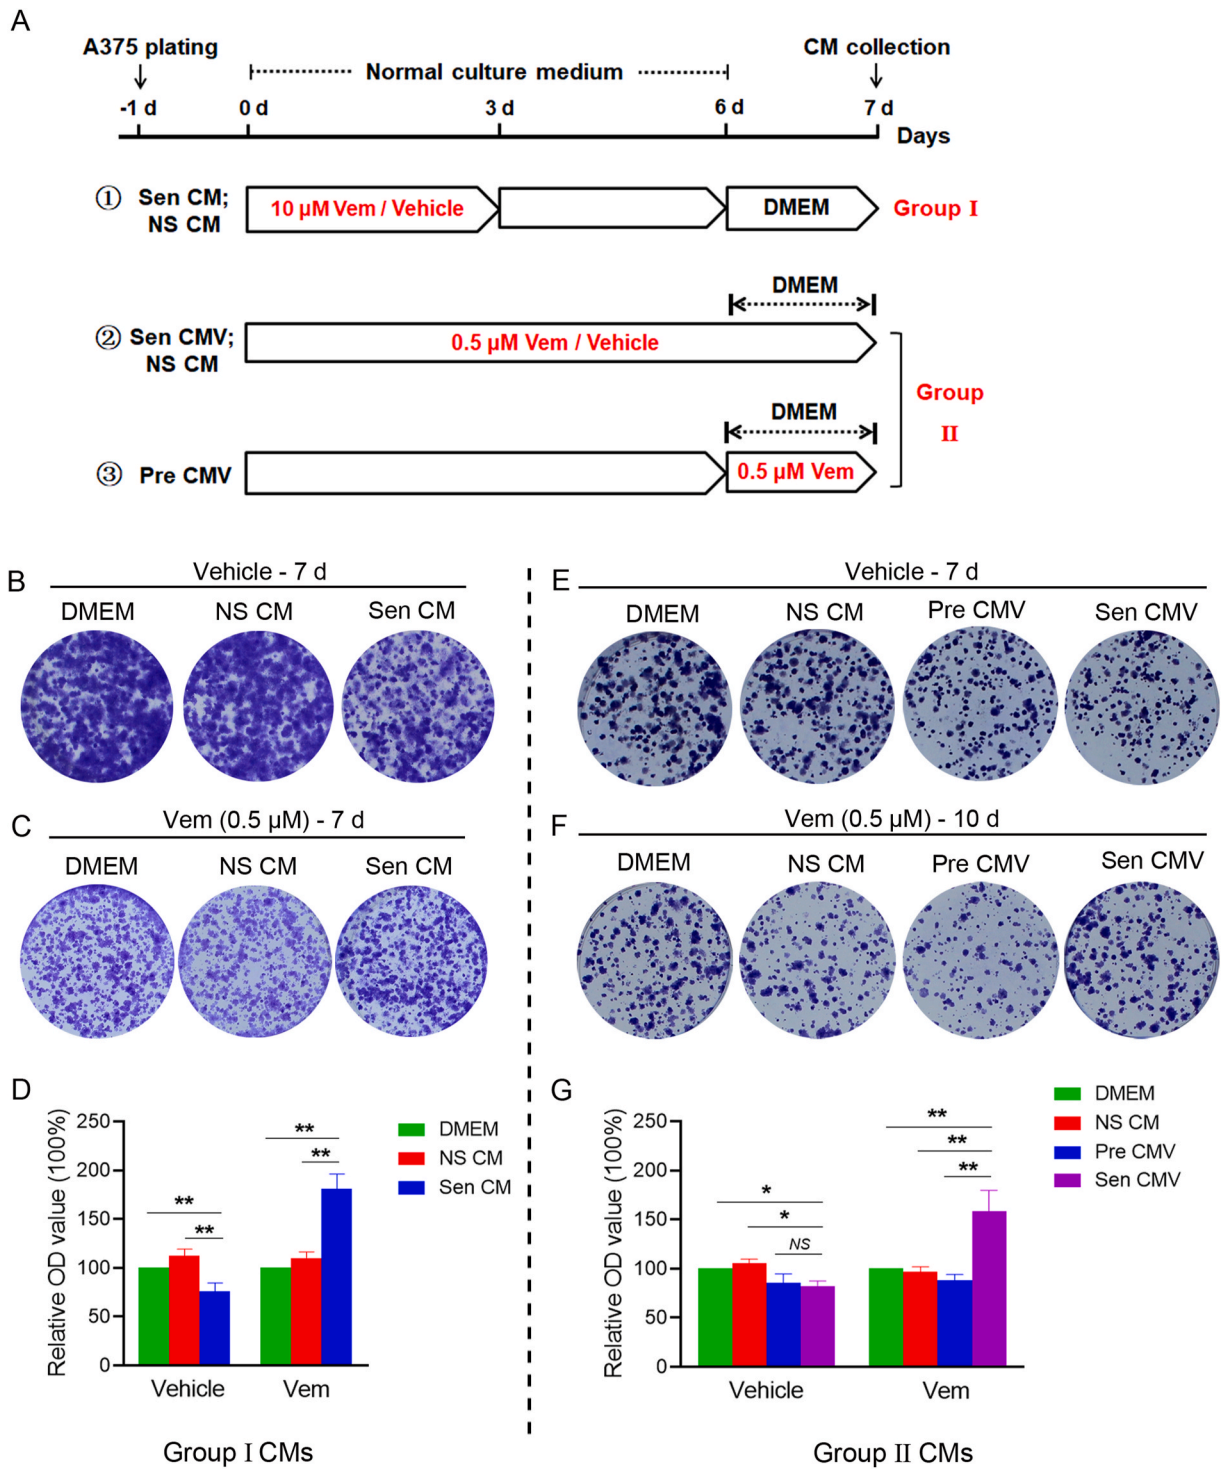 A
A375 plating
CM collection
Normal culture medium
-1 d
0 d
3 d
6 d
7 d
Days
① Sen CM;
NS CM
10 µM Vem / Vehicle
DMEM
Group I
DMEM
② Sen CMV;
NS CM
0.5 µM Vem / Vehicle
Group
II
DMEM
③ Pre CMV
0.5 µM Vem
B
Vehicle - 7 d
DMEM
NS CM
Sen CM
E
Vehicle - 7 d
DMEM
NS CM
Pre CMV
Sen CMV
C
Vem (0.5 µM) - 7 d
DMEM
NS CM
Sen CM
F
Vem (0.5 µM) - 10 d
DMEM
NS CM
Pre CMV
Sen CMV
D
Relative OD value (100%)
250
200
150
100
50
0
**
**
**
**
DMEM
NS CM
Sen CM
Vehicle
Vem
Group I CMs
G
Relative OD value (100%)
250
200
150
100
50
0
*
*
NS
**
**
**
DMEM
NS CM
Pre CMV
Sen CMV
Vehicle
Vem
Group II CMs